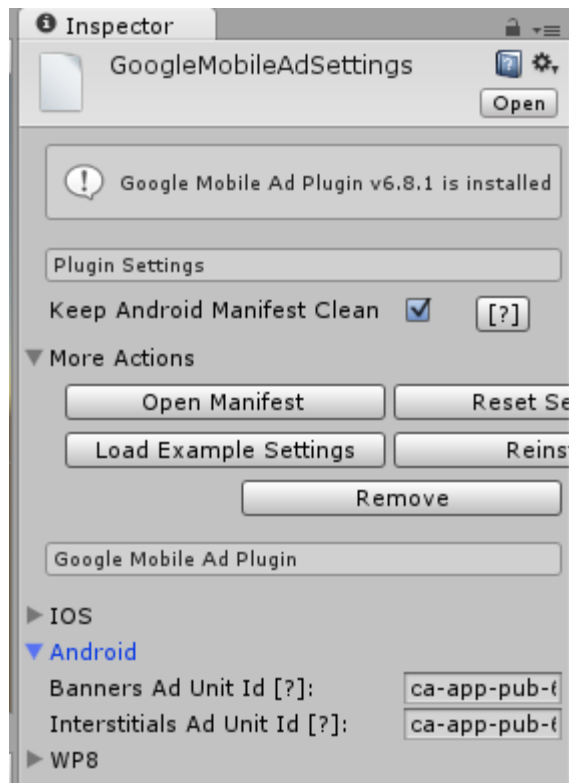 Inspector
GoogleMobileAdSettings
Open
Google Mobile Ad Plugin v6.8.1 is installed
Plugin Settings
Keep Android Manifest Clean [?]
More Actions
Open Manifest Reset Se
Load Example Settings Reins
Remove
Google Mobile Ad Plugin
IOS
Android
Banners Ad Unit Id [?]: ca-app-pub-6
Interstitials Ad Unit Id [?]: ca-app-pub-6
WP8